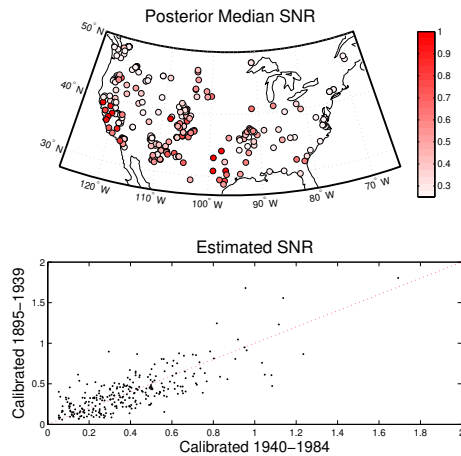 Posterior Median SNR
50° N
40° N
30° N
120° W
110° W
100° W
90° W
80° W
70° W
1
0.9
0.8
0.7
0.6
0.5
0.4
0.3
Estimated SNR
Calibrated 1895−1939
2
1.5
1
0.5
0
0 0.2 0.4 0.6 0.8 1 1.2 1.4 1.6 1.8 2
Calibrated 1940−1984